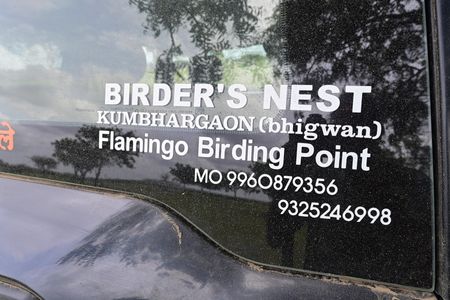 BIRDER'S NEST
KUMBHARGAON (bhigwan)
Flamingo Birding Point
MO 9960879356
9325246998